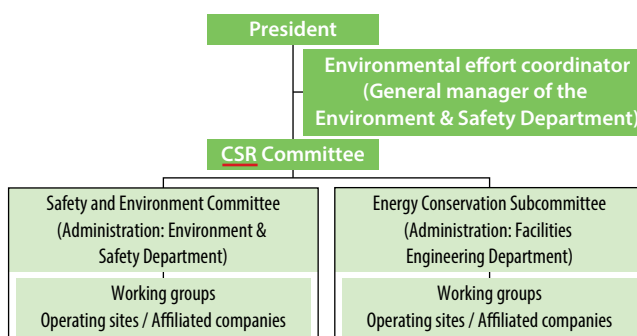 President
Environmental effort coordinator
(General manager of the
Environment & Safety Department)
CSR Committee
Safety and Environment Committee
(Administration: Environment &
Safety Department)
Working groups
Operating sites / Affiliated companies
Energy Conservation Subcommittee
(Administration: Facilities
Engineering Department)
Working groups
Operating sites / Affiliated companies